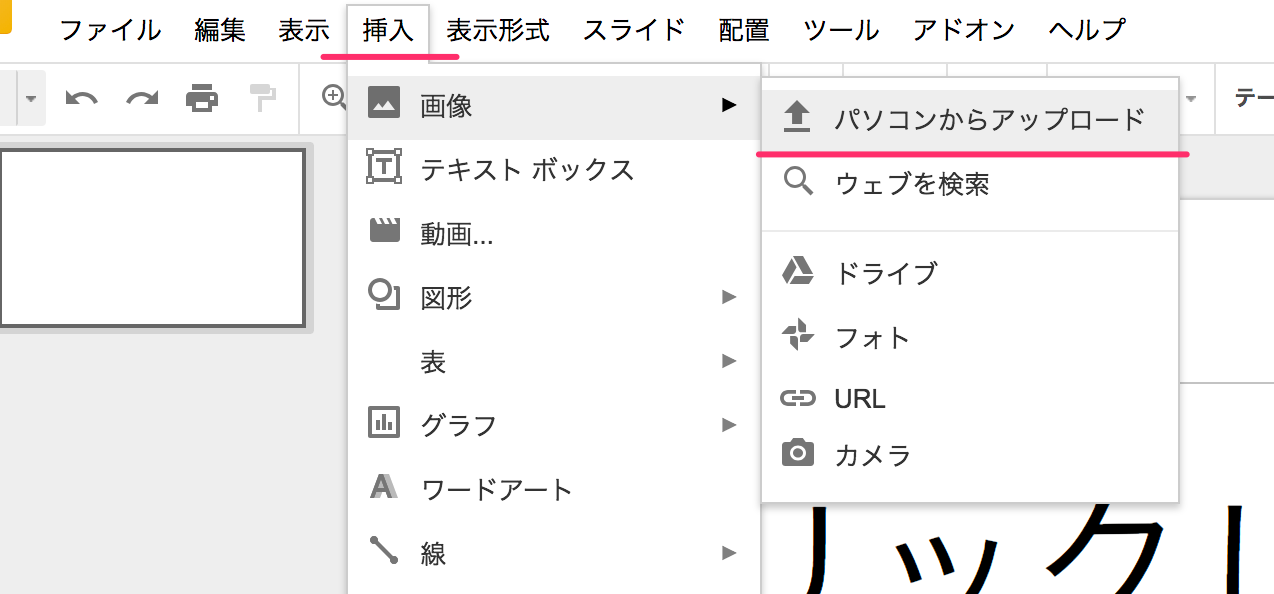 ファイル 編集 表示 挿入 表示形式 スライド 配置 ツール アドオン ヘルプ
画像
テキスト ボックス
動画...
図形
表
グラフ
ワードアート
線
パソコンからアップロード
ウェブを検索
ドライブ
フォト
URL
カメラ
テー
ック